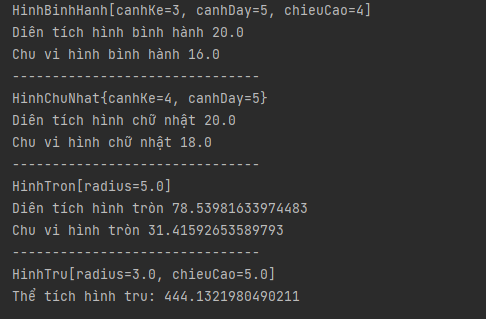 HinhBinhHanh[canhKe=3, canhDay=5, chieuCao=4]
Diên tích hình bình hành 20.0
Chu vi hình bình hành 16.0
-------------------------------
HinhChuNhat{canhKe=4, canhDay=5}
Diên tích hình chữ nhật 20.0
Chu vi hình chữ nhật 18.0
-------------------------------
HinhTron[radius=5.0]
Diên tích hình tròn 78.53981633974483
Chu vi hình tròn 31.41592653589793
-------------------------------
HinhTru[radius=3.0, chieuCao=5.0]
Thể tích hình tru: 444.1321980490211